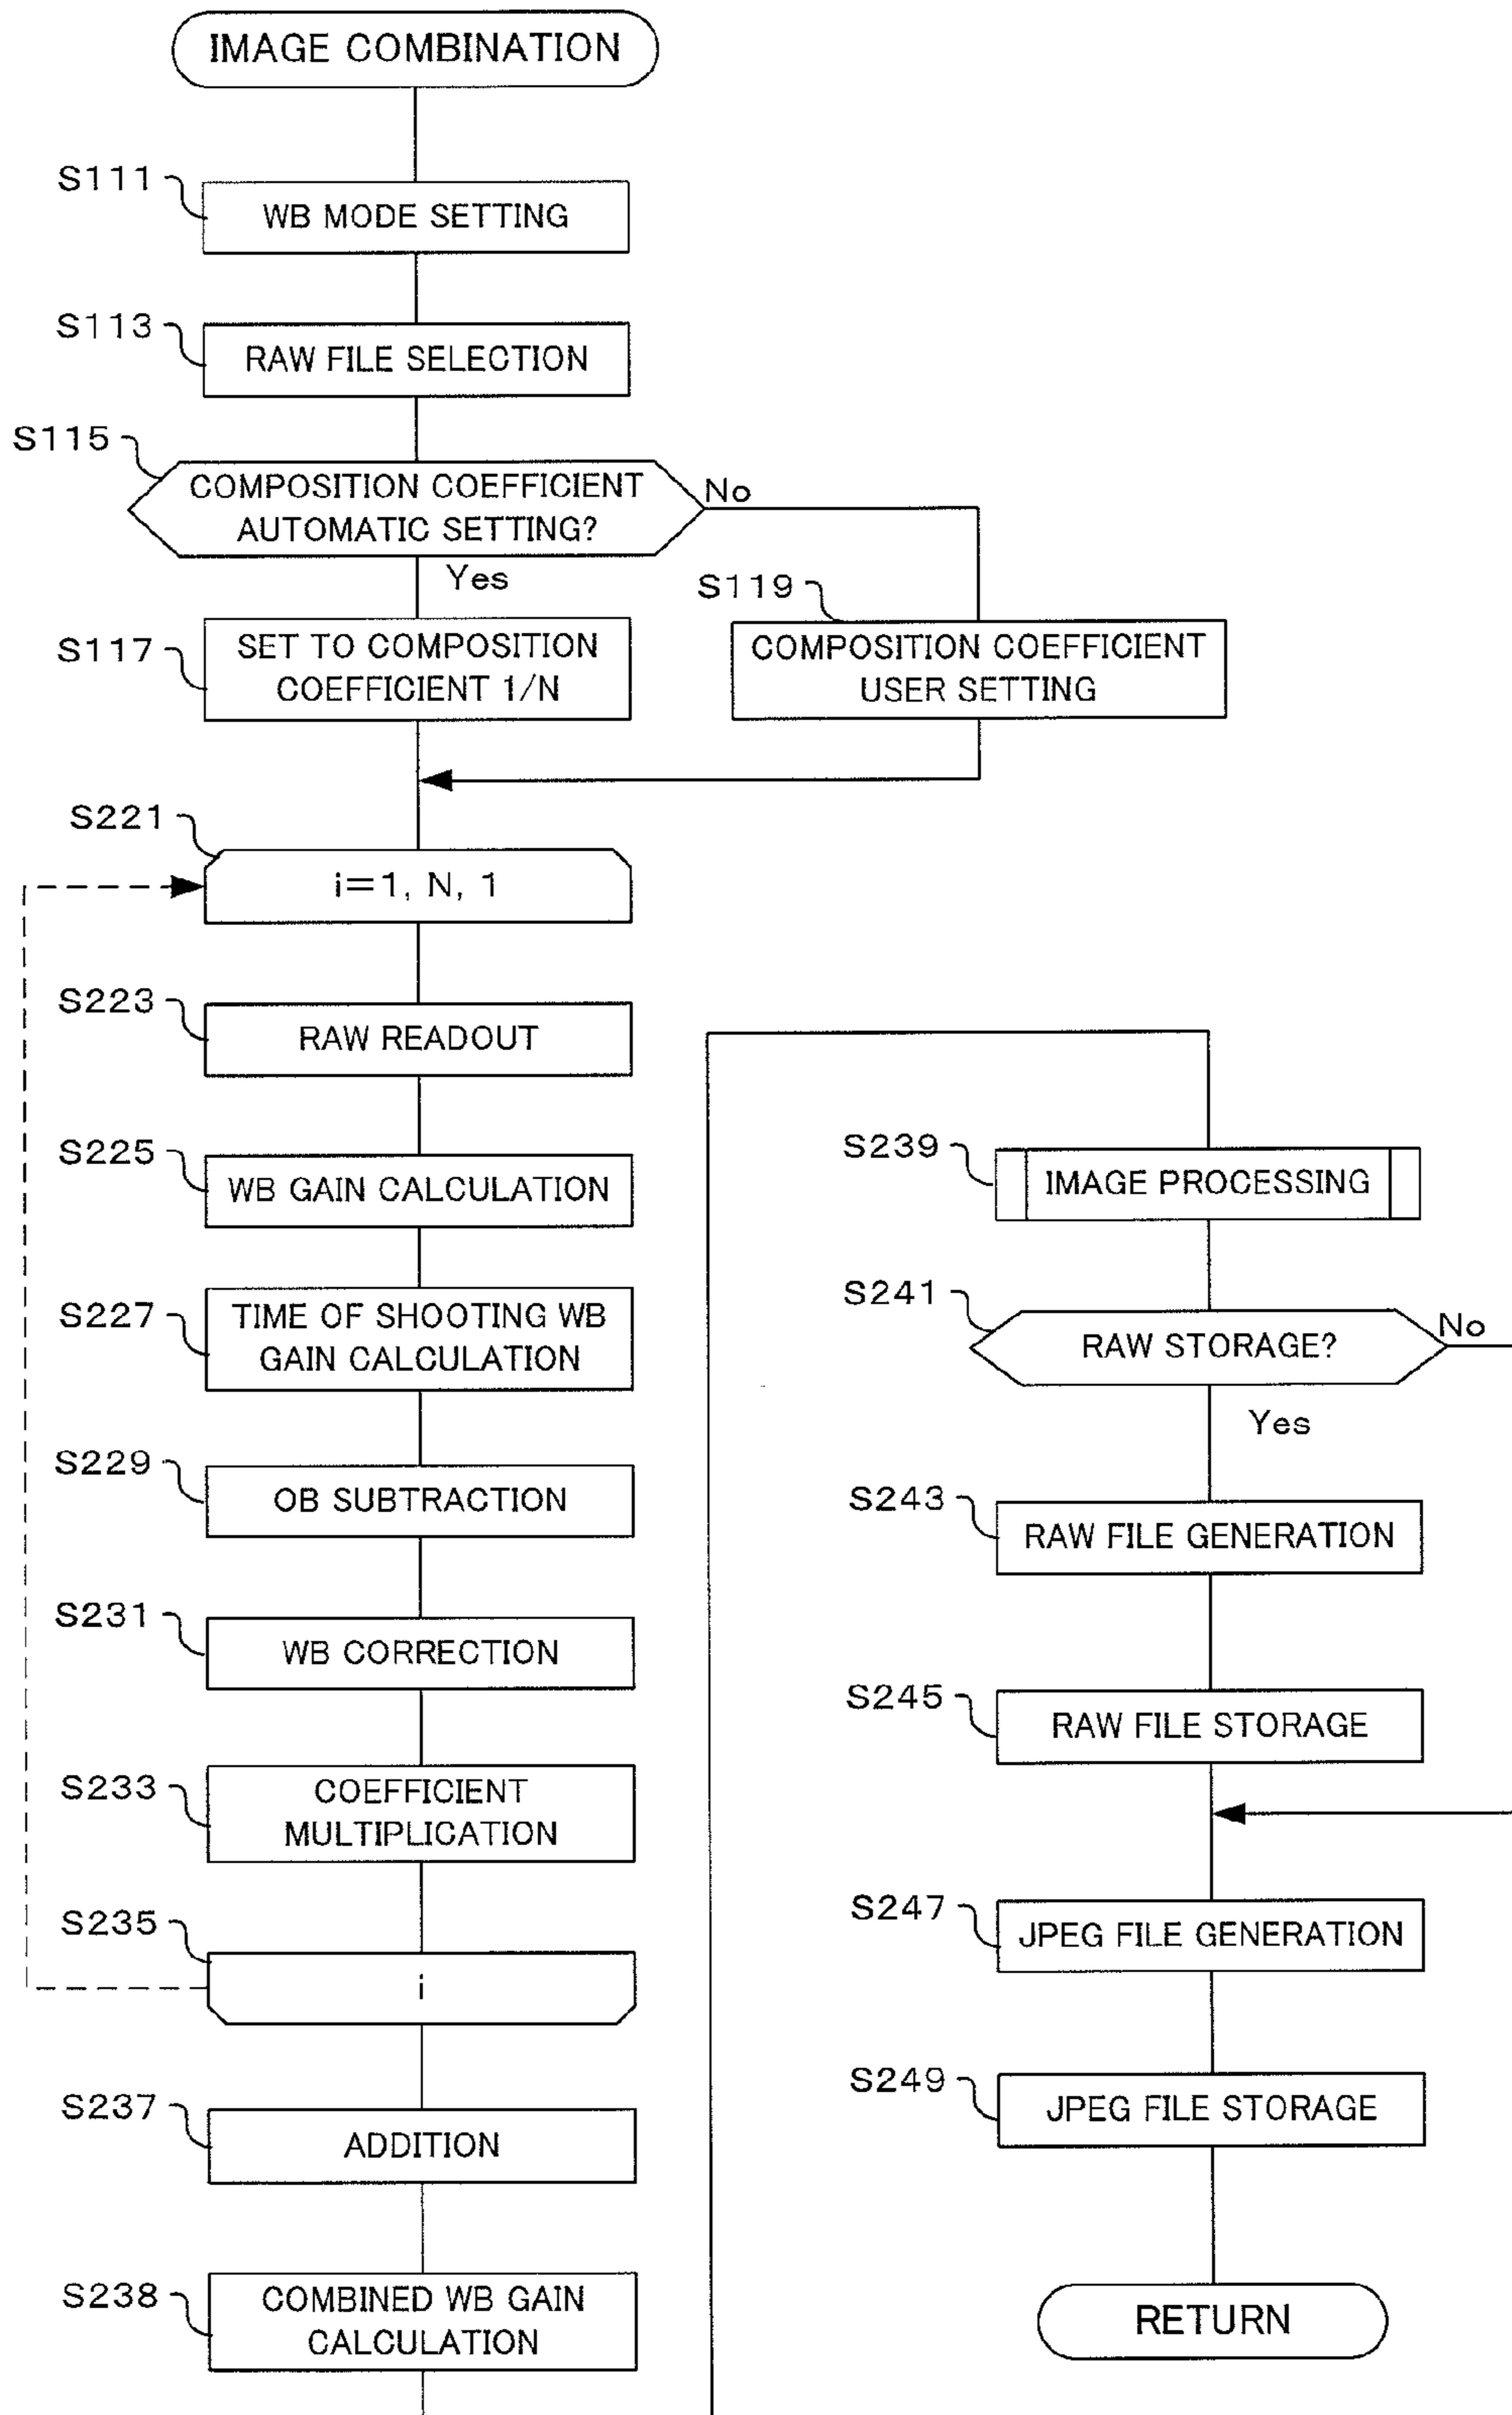 IMAGE COMBINATION
S111
WB MODE SETTING
S113
RAW FILE SELECTION
S115
COMPOSITION COEFFICIENT
AUTOMATIC SETTING?
No
Yes
S117
SET TO COMPOSITION
COEFFICIENT 1/N
S119
COMPOSITION COEFFICIENT
USER SETTING
S221
i=1, N, 1
S223
RAW READOUT
S225
WB GAIN CALCULATION
S227
TIME OF SHOOTING WB
GAIN CALCULATION
S229
OB SUBTRACTION
S231
WB CORRECTION
S233
COEFFICIENT
MULTIPLICATION
S235
i
S237
ADDITION
S238
COMBINED WB GAIN
CALCULATION
S239
IMAGE PROCESSING
S241
RAW STORAGE?
No
Yes
S243
RAW FILE GENERATION
S245
RAW FILE STORAGE
S247
JPEG FILE GENERATION
S249
JPEG FILE STORAGE
RETURN